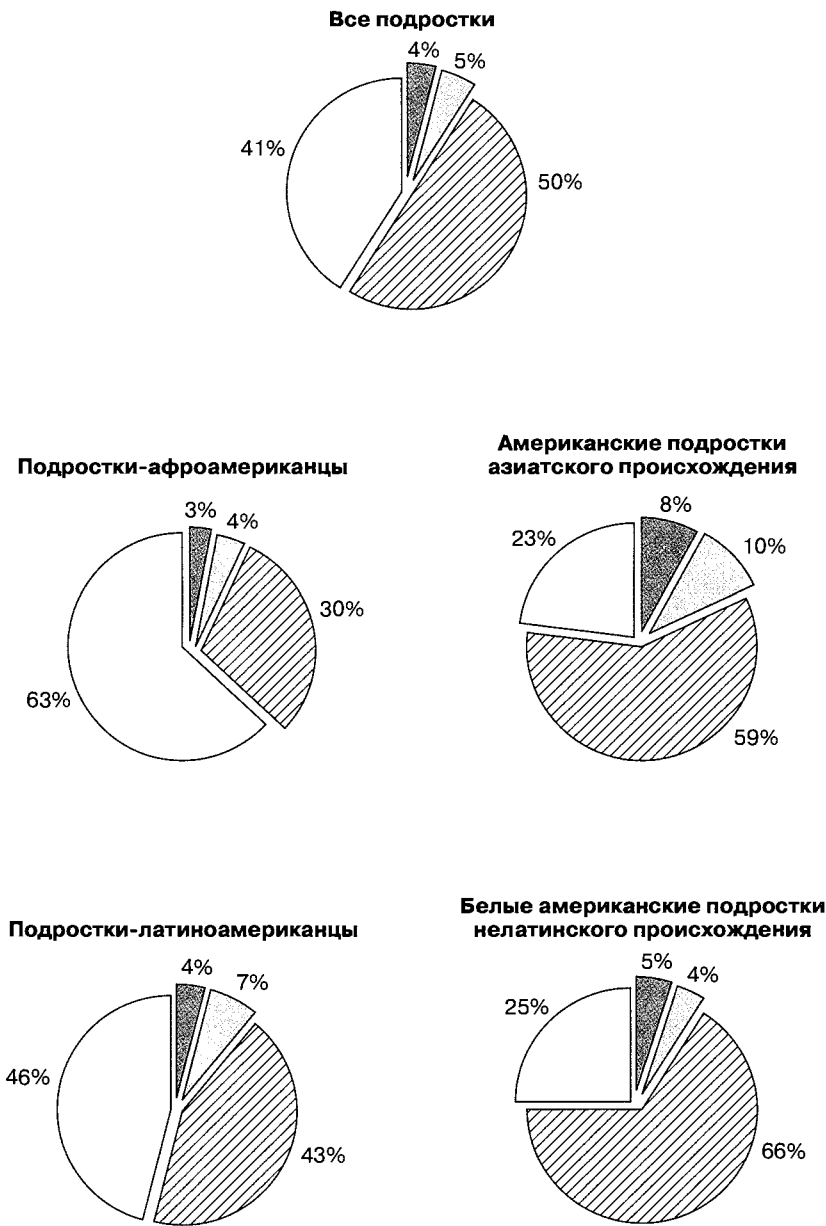 Все подростки
4%
5%
41%
50%
Подростки-афроамериканцы
3%
4%
30%
63%
Американские подростки
азиатского происхождения
8%
23%
10%
59%
Подростки-латиноамериканцы
4%
7%
46%
43%
Белые американские подростки
нелатинского происхождения
5%
4%
25%
66%